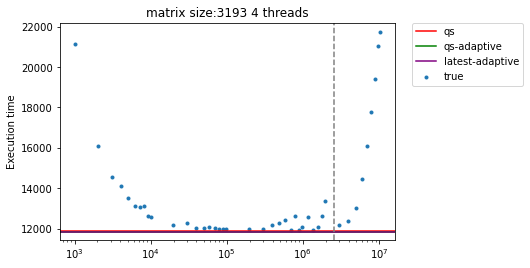 matrix size:3193 4 threads
22000
20000
18000
16000
14000
12000
Execution time
10³
10⁴
10⁵
10⁶
10⁷
qs
qs-adaptive
latest-adaptive
true